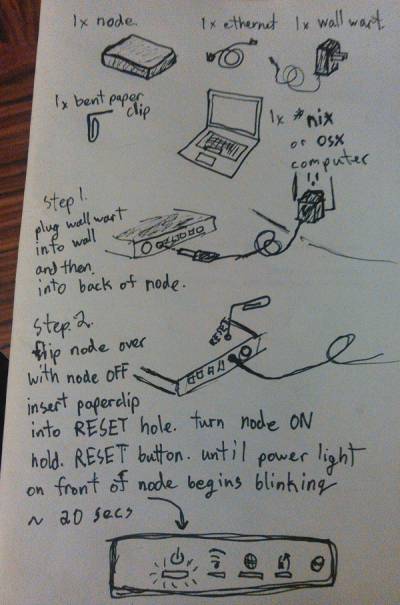 1x node.
1x ethernet
1x wall wart.
1x bent paper
clip
1x *nix
or osx
computer
Step 1.
plug wall wart
into wall
and then.
into back of node.
Step 2.
flip node over
with node OFF
insert paperclip
RESET
into RESET hole. turn node ON
hold. RESET button. until power light
on front of node begins blinking
~ 20 secs